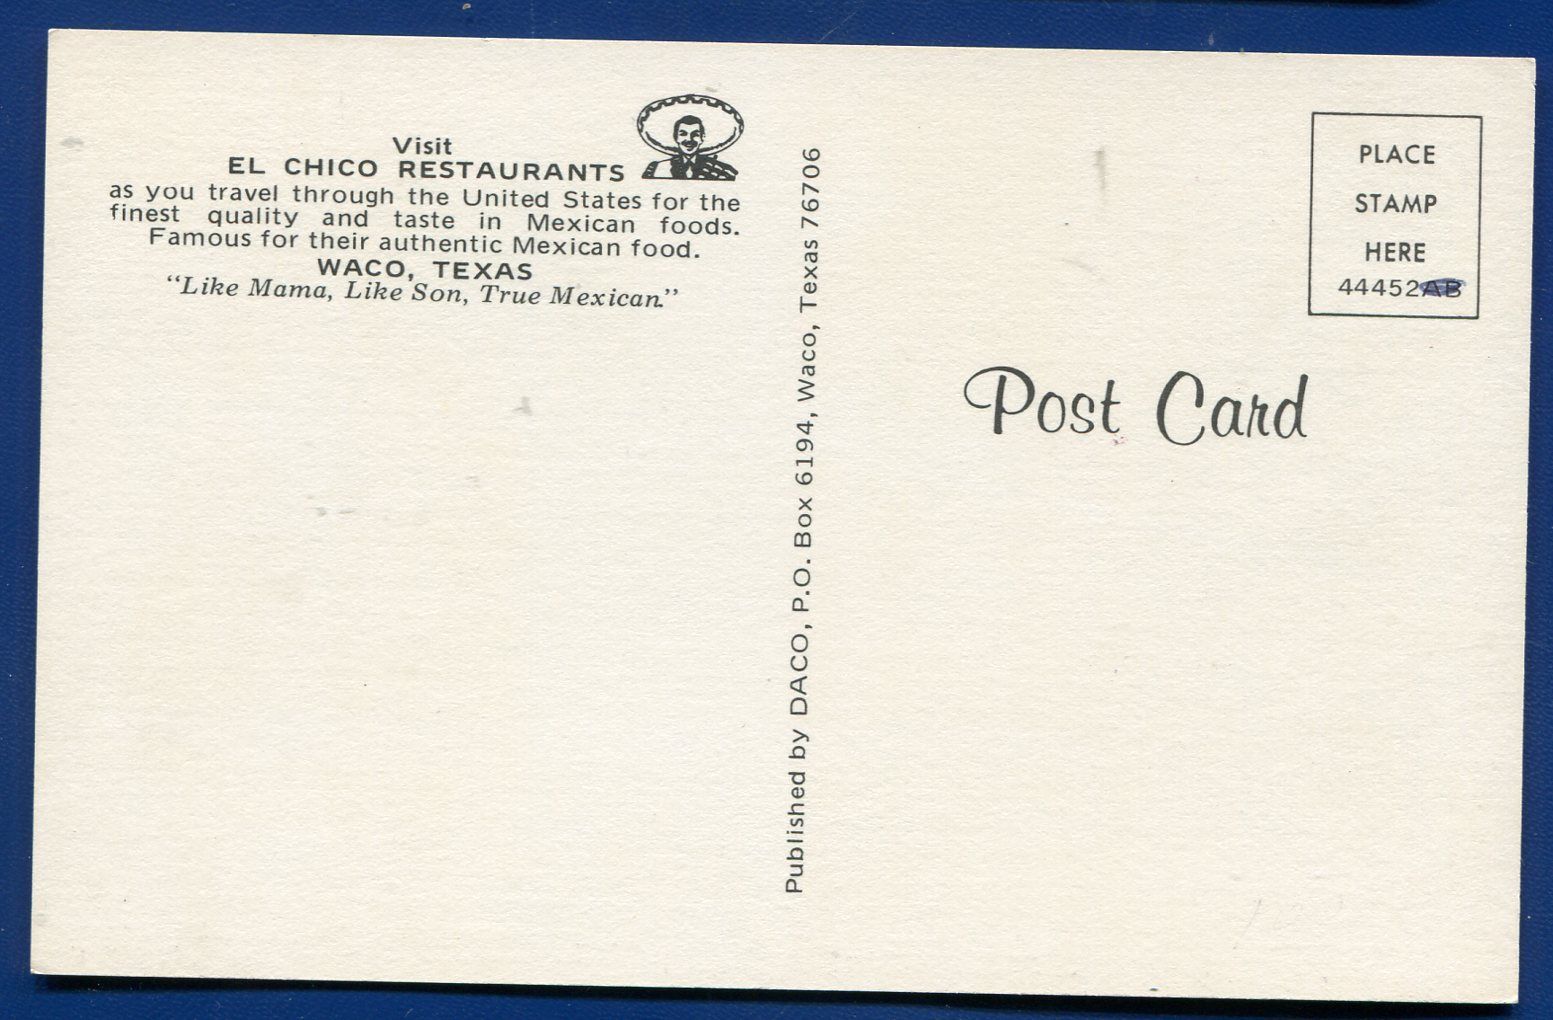 Visit
EL CHICO RESTAURANTS
as you travel through the United States for the
finest quality and taste in Mexican foods.
Famous for their authentic Mexican food.
WACO, TEXAS
“Like Mama, Like Son, True Mexican.”
Published by DACO, P.O. Box 6194, Waco, Texas 76706
PLACE
STAMP
HERE
44452AB
Post Card